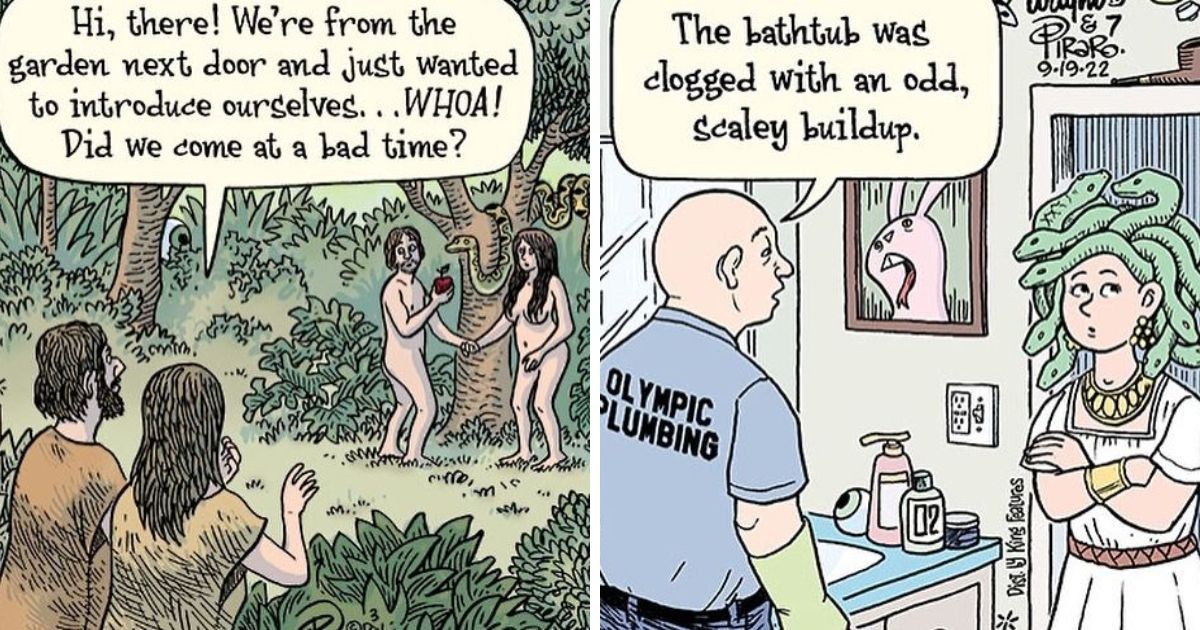 Hi, there! We're from the
garden next door and just wanted
to introduce ourselves...WHOA!
Did we come at a bad time?
The bathtub was
clogged with an odd,
scaley buildup.
& 7
PiRaRo.
9-19-22
OLYMPIC
PLUMBING
02
Dist. by King Features
3